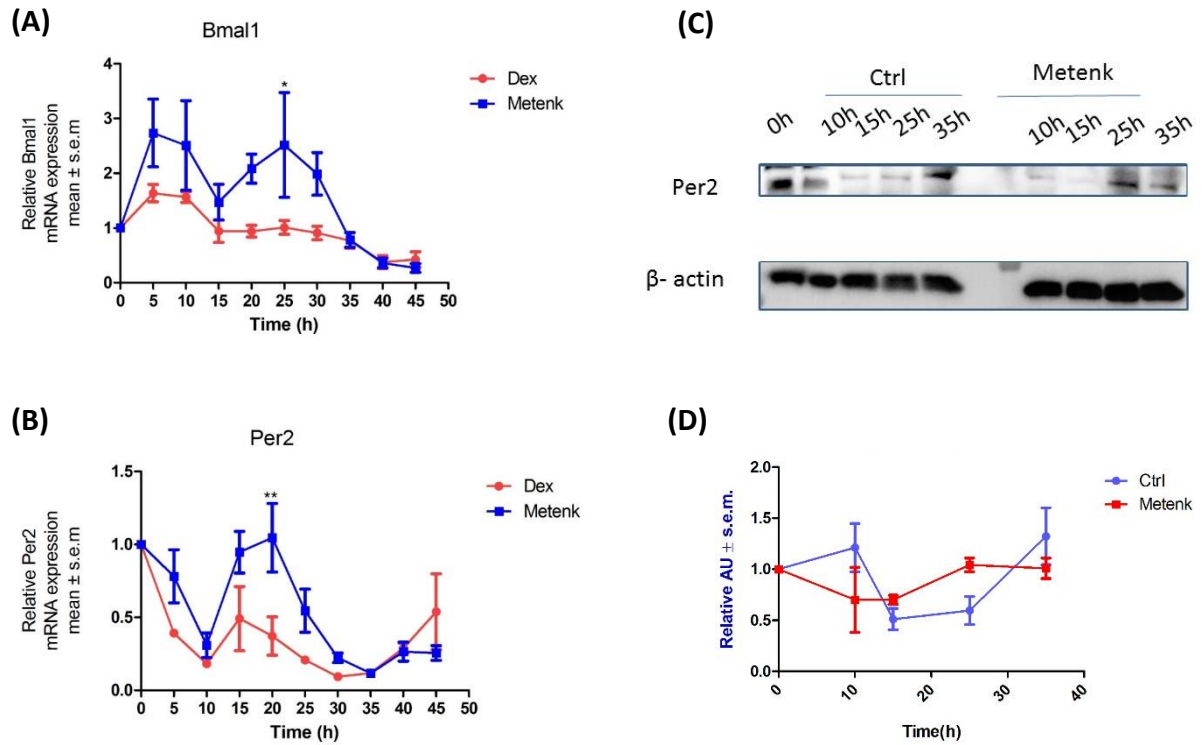 (A)
Bmal1
Relative Bmal1
mRNA expression
mean ± s.e.m
4
3
2
1
0
*
Dex
Metenk
0 5 10 15 20 25 30 35 40 45 50
Time (h)
(B)
Per2
Relative Per2
mRNA expression
mean ± s.e.m
1.5
1.0
0.5
0.0
**
Dex
Metenk
0 5 10 15 20 25 30 35 40 45 50
Time (h)
(C)
Ctrl Metenk
0h 10h 15h 25h 35h 10h 15h 25h 35h
Per2
β- actin
(D)
Relative AU ± s.e.m.
2.0
1.5
1.0
0.5
0.0
Ctrl
Metenk
0 10 20 30 40
Time(h)